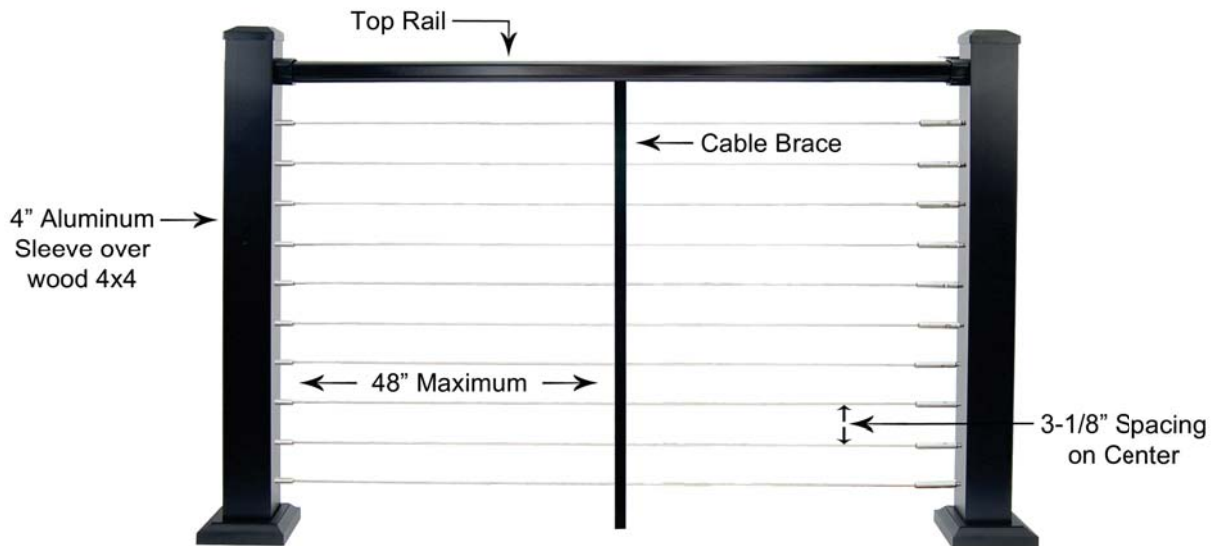 Top Rail
Cable Brace
4” Aluminum
Sleeve over
wood 4x4
48” Maximum
3-1/8” Spacing
on Center